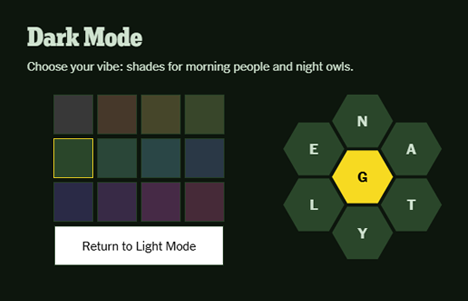 Dark Mode
Choose your vibe: shades for morning people and night owls.
N
E A
G
L T
Y
Return to Light Mode